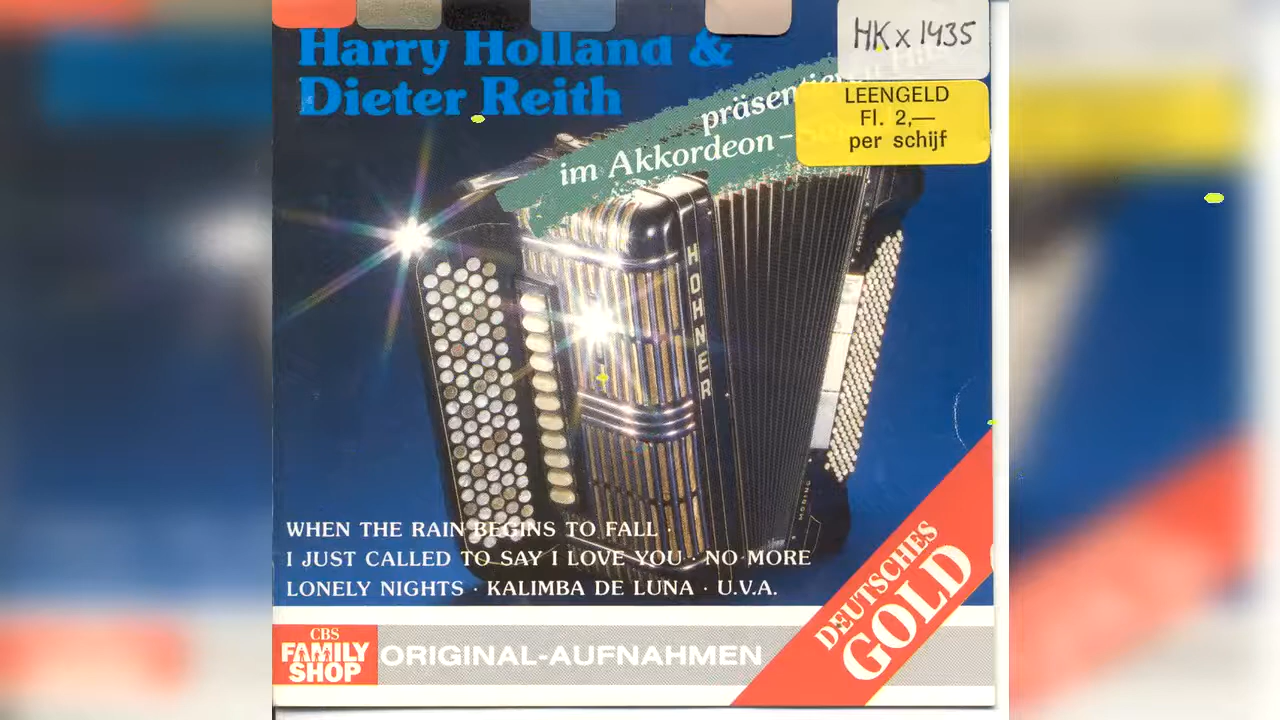 HK x 1435
Harry Holland &
Dieter Reith
präsentieren
im Akkordeon-
LEENGELD
Fl. 2,—
per schijf
HOHNER
WHEN THE RAIN BEGINS TO FALL ·
I JUST CALLED TO SAY I LOVE YOU · NO MORE
LONELY NIGHTS · KALIMBA DE LUNA · U.V.A.
DEUTSCHES
GOLD
CBS
FAMILY
SHOP
ORIGINAL-AUFNAHMEN